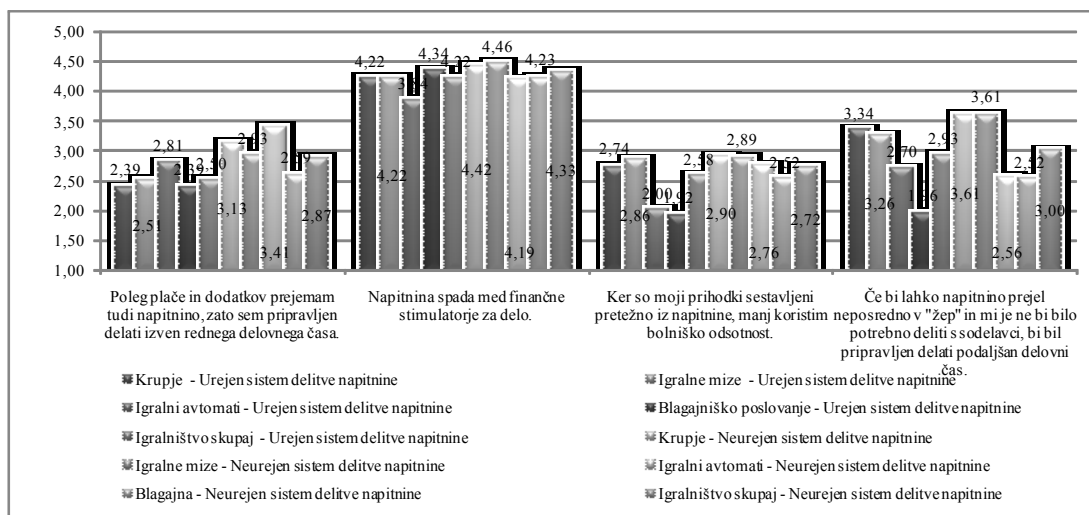 5,00
4,50
4,00
3,50
3,00
2,50
2,00
1,50
1,00
2,39 2,51 2,81 2,39 2,50 3,13 2,93 3,41 2,87
4,22 4,22 4,34 4,22 4,42 4,46 4,19 4,23 4,33
2,74 2,86 2,00 1,92 2,58 2,90 2,89 2,76 2,52 2,72
3,34 3,26 2,70 2,93 3,61 3,61 2,56 2,52 3,00
Poleg plače in dodatkov prejemam
tudi napitnino, zato sem pripravljen
delati izven rednega delovnega časa.
Napitnina spada med finančne
stimulatorje za delo.
Ker so moji prihodki sestavljeni
pretežno iz napitnine, manj koristim
bolniško odsotnost.
Če bi lahko napitnino prejel
neposredno v "žep" in mi je ne bi bilo
potrebno deliti s sodelavci, bi bil
pripravljen delati podaljšan delovni
čas.
Krupje - Urejen sistem delitve napitnine
Igralne mize - Urejen sistem delitve napitnine
Igralni avtomati - Urejen sistem delitve napitnine
Blagajniško poslovanje - Urejen sistem delitve napitnine
Igralništvo skupaj - Urejen sistem delitve napitnine
Krupje - Neurejen sistem delitve napitnine
Igralne mize - Neurejen sistem delitve napitnine
Igralni avtomati - Neurejen sistem delitve napitnine
Blagajna - Neurejen sistem delitve napitnine
Igralništvo skupaj - Neurejen sistem delitve napitnine